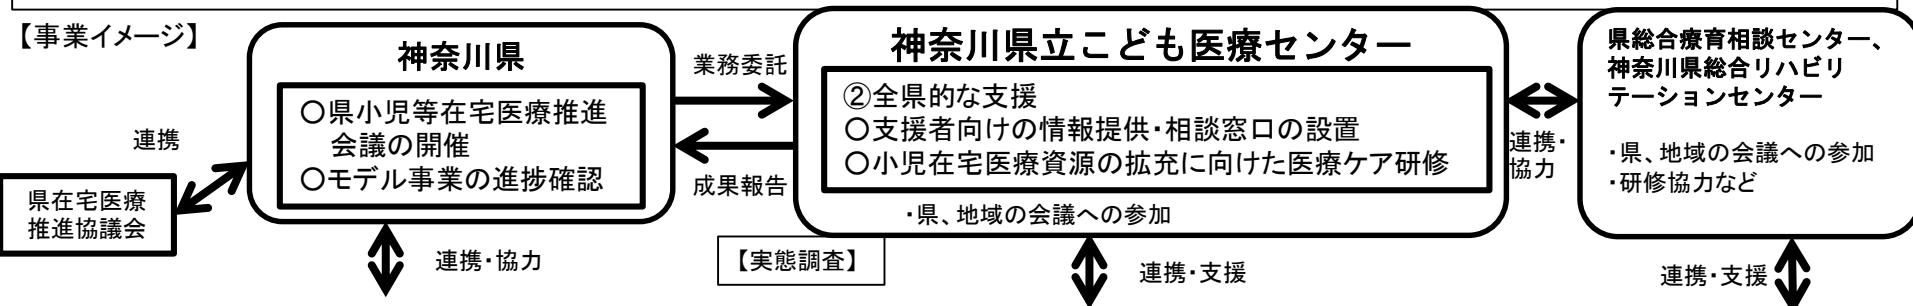 【事業イメージ】
神奈川県
○県小児等在宅医療推進
会議の開催
○モデル事業の進捗確認
連携
県在宅医療
推進協議会
業務委託
成果報告
神奈川県立こども医療センター
②全県的な支援
○支援者向けの情報提供・相談窓口の設置
○小児在宅医療資源の拡充に向けた医療ケア研修
・県、地域の会議への参加
連携・
協力
県総合療育相談センター、
神奈川県総合リハビリ
テーションセンター
・県、地域の会議への参加
・研修協力など
連携・協力
【実態調査】
連携・支援
連携・支援